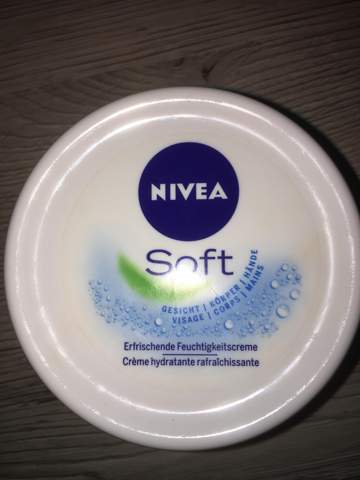 NIVEA
Soft
GESICHT | KÖRPER | HÄNDE
VISAGE | CORPS | MAINS
Erfrischende Feuchtigkeitscreme
Crème hydratante rafraîchissante